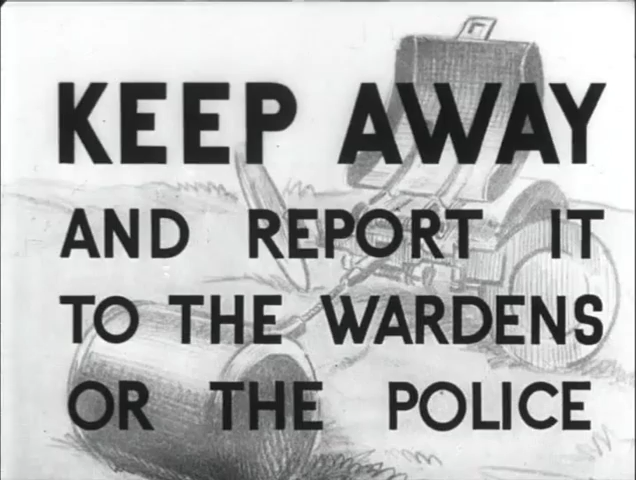 KEEP AWAY
AND REPORT IT
TO THE WARDENS
OR THE POLICE